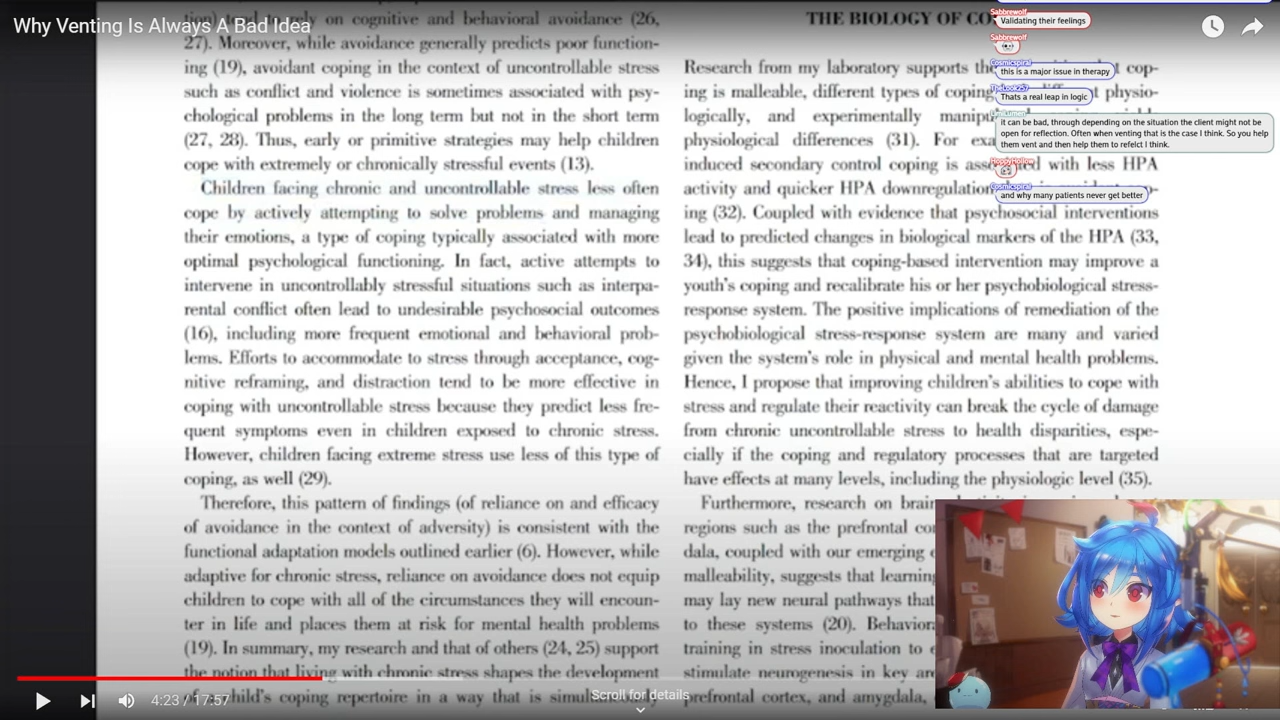 Why Venting Is Always A Bad Idea
on cognitive and behavioral avoidance (26,
27). Moreover, while avoidance generally predicts poor function-
ing (19), avoidance coping in the context of uncontrollable stress
such as conflict and violence is sometimes associated with psy-
chological problems in the long term but not in the short term
(27, 28). Thus, early or primitive strategies may help children
cope with extremely or chronically stressful events (13).
Children facing chronic and uncontrollable stress less often
cope by actively attempting to solve problems and managing
their emotions, a type of coping typically associated with more
optimal psychological functioning. In fact, active attempts to
intervene in uncontrollably stressful situations such as interpa-
rental conflict often lead to undesirable psychosocial outcomes
(16), including more frequent emotional and behavioral prob-
lems. Efforts to accommodate to stress through acceptance, cog-
nitive reframing, and distraction tend to be more effective in
coping with uncontrollable stress because they predict less fre-
quent symptoms even in children exposed to chronic stress.
However, children facing extreme stress use less of this type of
coping, as well (29).
Therefore, this pattern of findings (of reliance on and efficacy
of avoidance in the context of adversity) is consistent with the
functional adaptation models outlined earlier (6). However, while
adaptive for chronic stress, reliance on avoidance does not equip
children to cope with all of the circumstances they will encoun-
ter in life and places them at risk for mental health problems
(19). In summary, my research and that of others (24, 25) support
the notion that living with chronic stress shapes the development
child's coping repertoire in a way that is
THE BIOLOGY OF CO
Research from my laboratory supports the cop-
ing is malleable, different types of coping physio-
logically, and experimentally
physiological differences (31). For
induced secondary control coping is with less HPA
activity and quicker HPA downregulation
ing (32). Coupled with evidence that psychosocial interventions
lead to predicted changes in biological markers of the HPA (33,
34), this suggests that coping-based intervention may improve a
youth's coping and recalibrate his or her psychobiological stress-
response system. The positive implications of remediation of the
psychobiological stress-response system are many and varied
given the system's role in physical and mental health problems.
Hence, I propose that improving children's abilities to cope with
stress and regulate their reactivity can break the cycle of damage
from chronic uncontrollable stress to health disparities, espe-
cially if the coping and regulatory processes that are targeted
have effects at many levels, including the physiologic level (35).
Furthermore, research on brain
regions such as the prefrontal
dala, coupled with our emerging
malleability, suggests that
may lay new neural pathways that
to these systems (20).
training in stress inoculation to
stimulate neurogenesis in key
prefrontal cortex, and amygdala,
Sabbrewolf
Validating their feelings
Sabbrewolf
Cosmicspiral
this is a major issue in therapy
Thats a real leap in logic
it can be bad, through depending on the situation the client might not be
open for reflection. Often when venting that is the case I think. So you help
them vent and then help them to refelct I think.
HappyHollow
Cosmicspiral
and why many patients never get better
4:23 / 17:57
Scroll for details